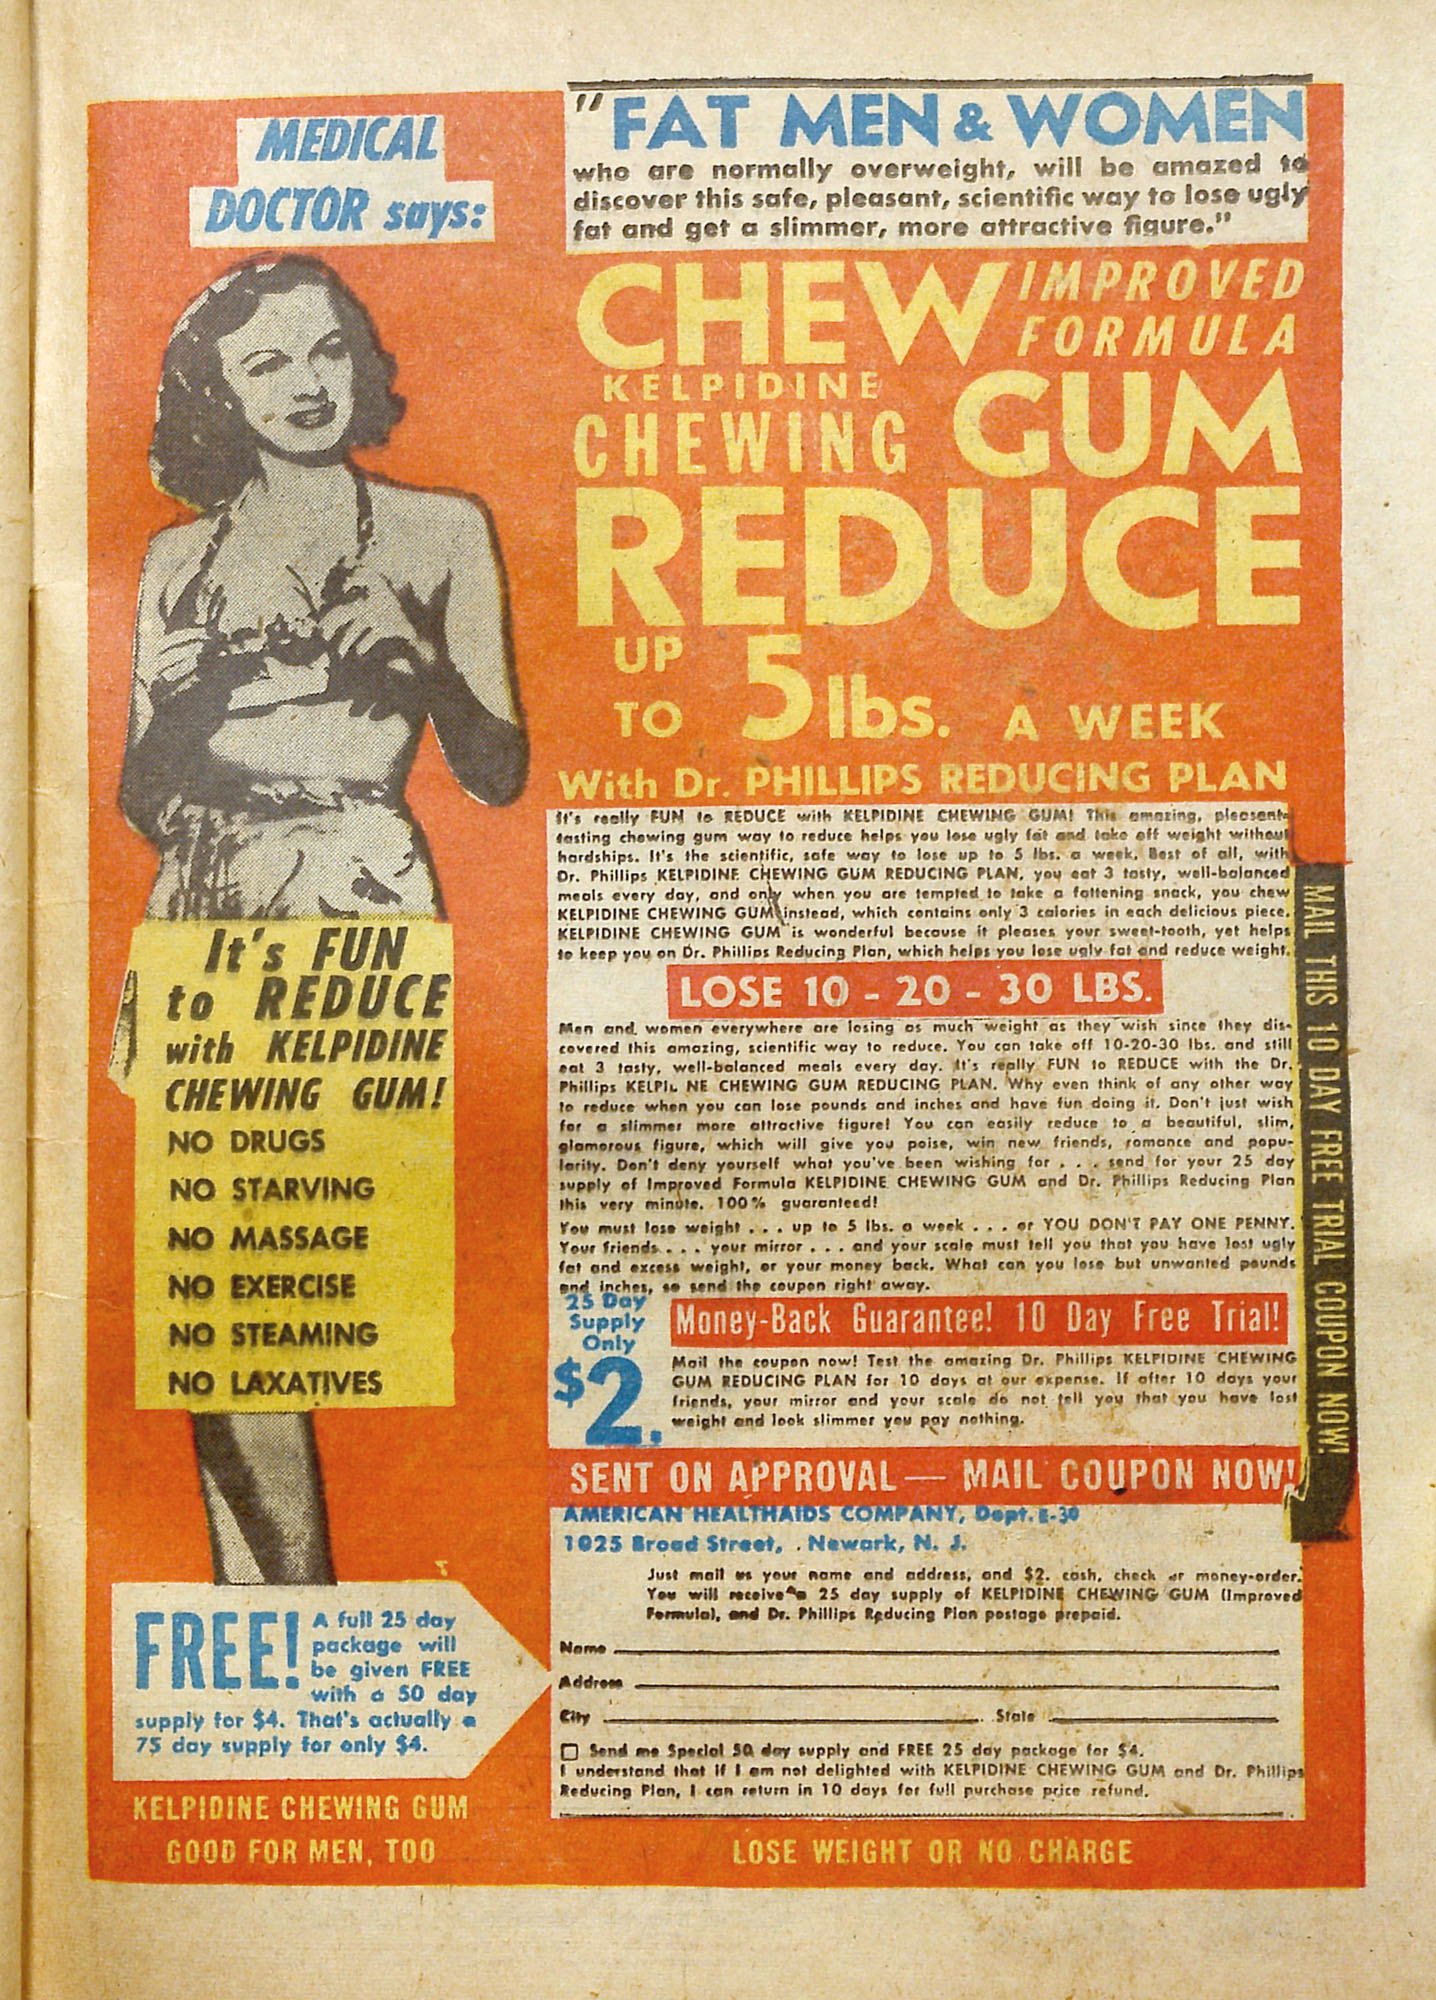 MEDICAL
DOCTOR says:
"FAT MEN & WOMEN
who are normally overweight, will be amazed to
discover this safe, pleasant, scientific way to lose ugly
fat and get a slimmer, more attractive figure."
CHEW IMPROVED
FORMULA
KELPIDINE
CHEWING GUM
REDUCE
UP
TO 5 lbs. A WEEK
With Dr. PHILLIPS REDUCING PLAN
It's really FUN to REDUCE with KELPIDINE CHEWING GUM! This amazing, pleasant-
tasting chewing gum way to reduce helps you lose ugly fat and take off weight without
hardships. It's the scientific, safe way to lose up to 5 lbs. a week. Best of all, with
Dr. Phillips KELPIDINE CHEWING GUM REDUCING PLAN, you eat 3 tasty, well-balanced
meals every day, and only when you are tempted to take a fattening snack, you chew
KELPIDINE CHEWING GUM instead, which contains only 3 calories in each delicious piece.
KELPIDINE CHEWING GUM is wonderful because it pleases your sweet-tooth, yet helps
to keep you on Dr. Phillips Reducing Plan, which helps you lose ugly fat and reduce weight.
LOSE 10 - 20 - 30 LBS.
Men and women everywhere are losing as much weight as they wish since they dis-
covered this amazing, scientific way to reduce. You can take off 10-20-30 lbs. and still
eat 3 tasty, well-balanced meals every day. It's really FUN to REDUCE with the Dr.
Phillips KELPI NE CHEWING GUM REDUCING PLAN. Why even think of any other way
to reduce when you can lose pounds and inches and have fun doing it. Don't just wish
for a slimmer more attractive figure! You can easily reduce to a beautiful, slim,
glamorous figure, which will give you poise, win new friends, romance and popu-
larity. Don't deny yourself what you've been wishing for . . . send for your 25 day
supply of Improved Formula KELPIDINE CHEWING GUM and Dr. Phillips Reducing Plan
this very minute. 100% guaranteed!
You must lose weight . . . up to 5 lbs. a week . . . or YOU DON'T PAY ONE PENNY.
Your friends . . . your mirror . . . and your scale must tell you that you have lost ugly
fat and excess weight, or your money back. What can you lose but unwanted pounds
and inches, so send the coupon right away.
25 Day
Supply
Only
$2.
Money-Back Guarantee! 10 Day Free Trial!
Mail the coupon now! Test the amazing Dr. Phillips KELPIDINE CHEWING
GUM REDUCING PLAN for 10 days at our expense. If after 10 days your
friends, your mirror and your scale do not tell you that you have lost
weight and look slimmer you pay nothing.
MAIL THIS 10 DAY FREE TRIAL COUPON NOW!
SENT ON APPROVAL — MAIL COUPON NOW!
AMERICAN HEALTHAIDS COMPANY, Dept. E-30
1025 Broad Street, . Newark, N. J.
Just mail us your name and address, and $2. cash, check or money-order.
You will receive a 25 day supply of KELPIDINE CHEWING GUM (Improved
Formula), and Dr. Phillips Reducing Plan postage prepaid.
Name
Address
City State
Send me Special 50 day supply and FREE 25 day package for $4.
I understand that if I am not delighted with KELPIDINE CHEWING GUM and Dr. Phillips
Reducing Plan, I can return in 10 days for full purchase price refund.
LOSE WEIGHT OR NO CHARGE
It's FUN
to REDUCE
with KELPIDINE
CHEWING GUM!
NO DRUGS
NO STARVING
NO MASSAGE
NO EXERCISE
NO STEAMING
NO LAXATIVES
FREE! A full 25 day
package will
be given FREE
with a 50 day
supply for $4. That's actually a
75 day supply for only $4.
KELPIDINE CHEWING GUM
GOOD FOR MEN, TOO